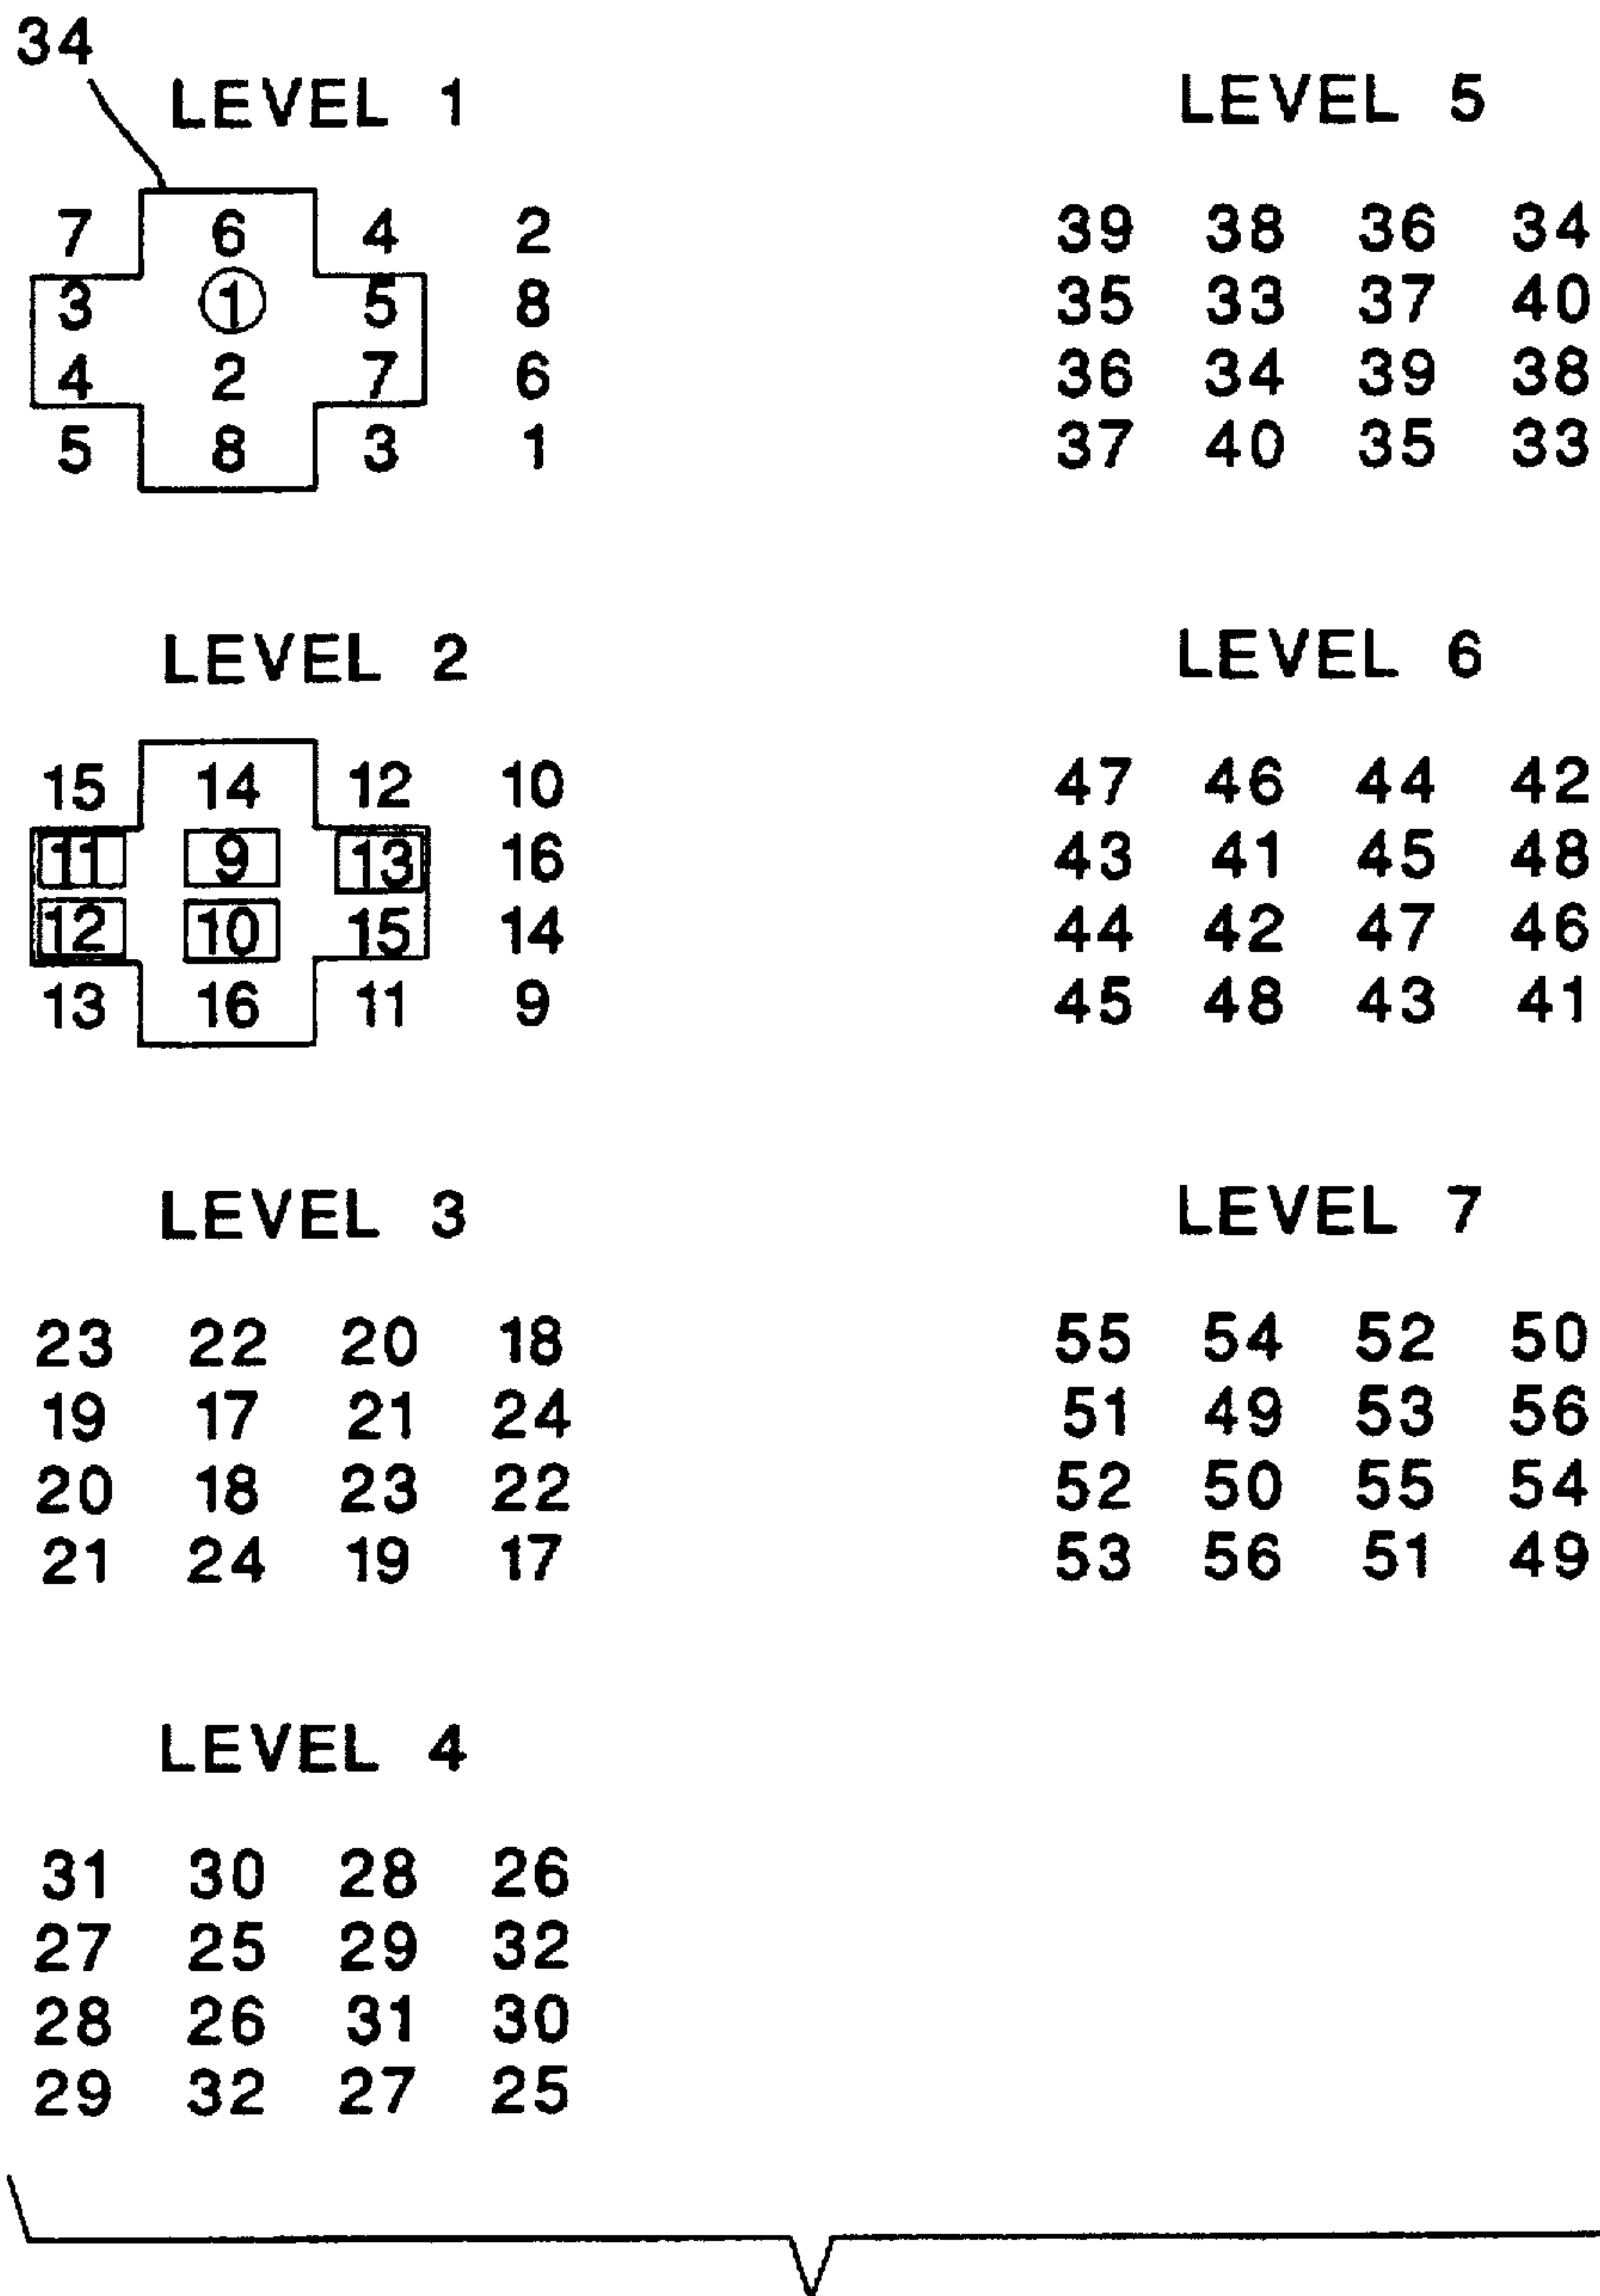 34
LEVEL 1
7 6 4 2
3 1 5 8
4 2 7 6
5 8 3 1
LEVEL 2
15 14 12 10
11 9 13 16
12 10 15 14
13 16 11 9
LEVEL 3
23 22 20 18
19 17 21 24
20 18 23 22
21 24 19 17
LEVEL 4
31 30 28 26
27 25 29 32
28 26 31 30
29 32 27 25
LEVEL 5
39 38 36 34
35 33 37 40
36 34 39 38
37 40 35 33
LEVEL 6
47 46 44 42
43 41 45 48
44 42 47 46
45 48 43 41
LEVEL 7
55 54 52 50
51 49 53 56
52 50 55 54
53 56 51 49